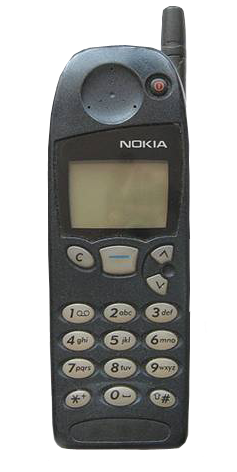 NOKIA
C
1 2 abc 3 def
4 ghi 5 jkl 6 mno
7 pqrs 8 tuv 9 wxyz
*+ 0 #